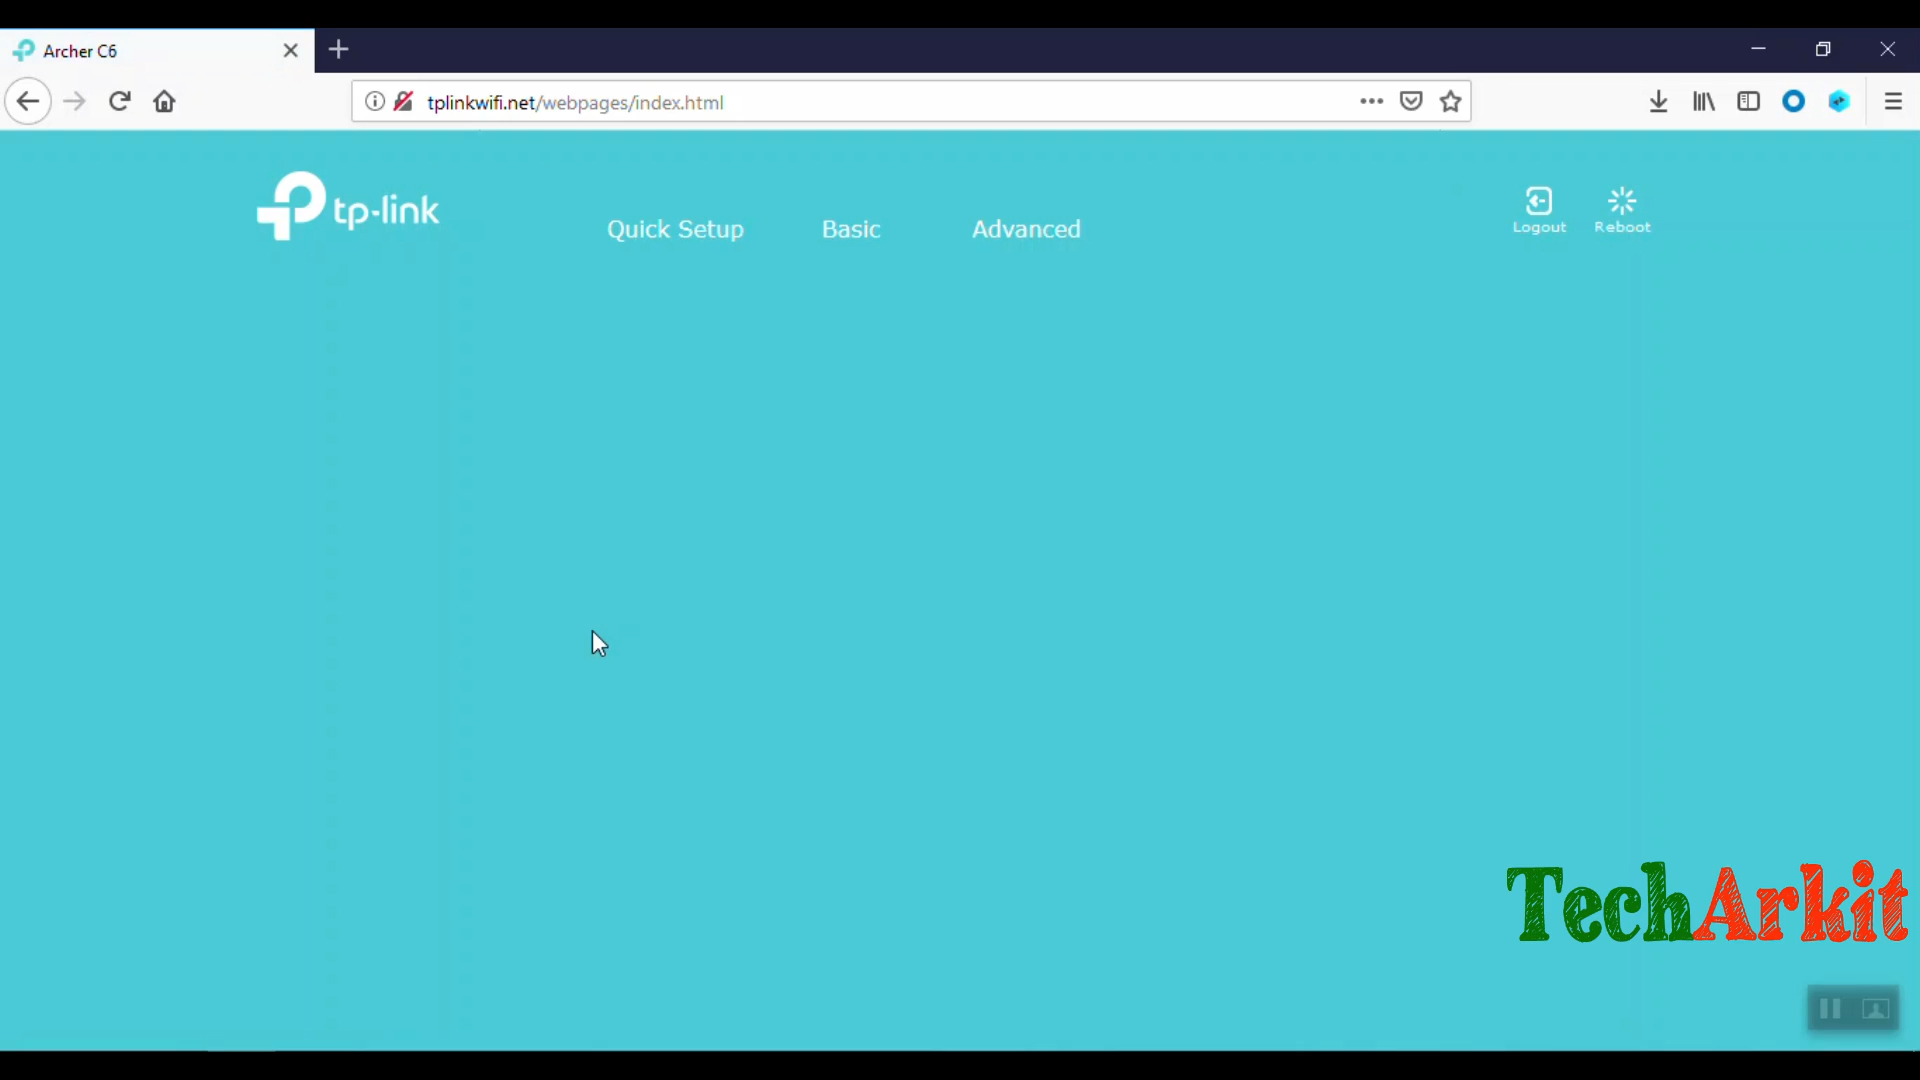 Archer C6
tplinkwifi.net/webpages/index.html
tp-link
Quick Setup
Basic
Advanced
Logout
Reboot
TechArkit